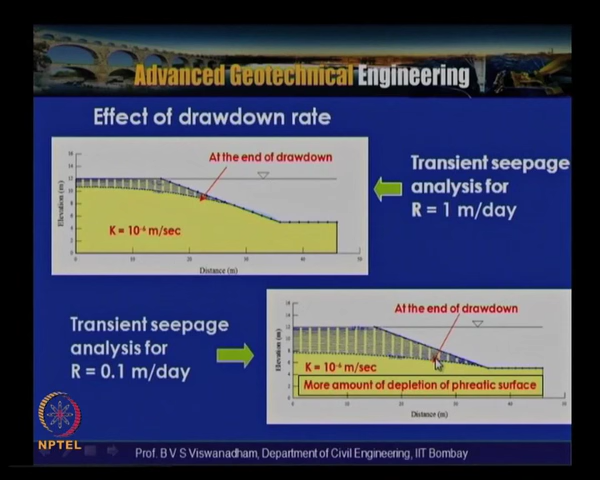 Advanced Geotechnical Engineering
Effect of drawdown rate
At the end of drawdown
K = 10⁻⁶ m/sec
Elevation (m)
Distance (m)
Transient seepage
analysis for
R = 1 m/day
Transient seepage
analysis for
R = 0.1 m/day
At the end of drawdown
K = 10⁻⁶ m/sec
More amount of depletion of phreatic surface
Elevation (m)
Distance (m)
NPTEL
Prof. B V S Viswanadham, Department of Civil Engineering, IIT Bombay